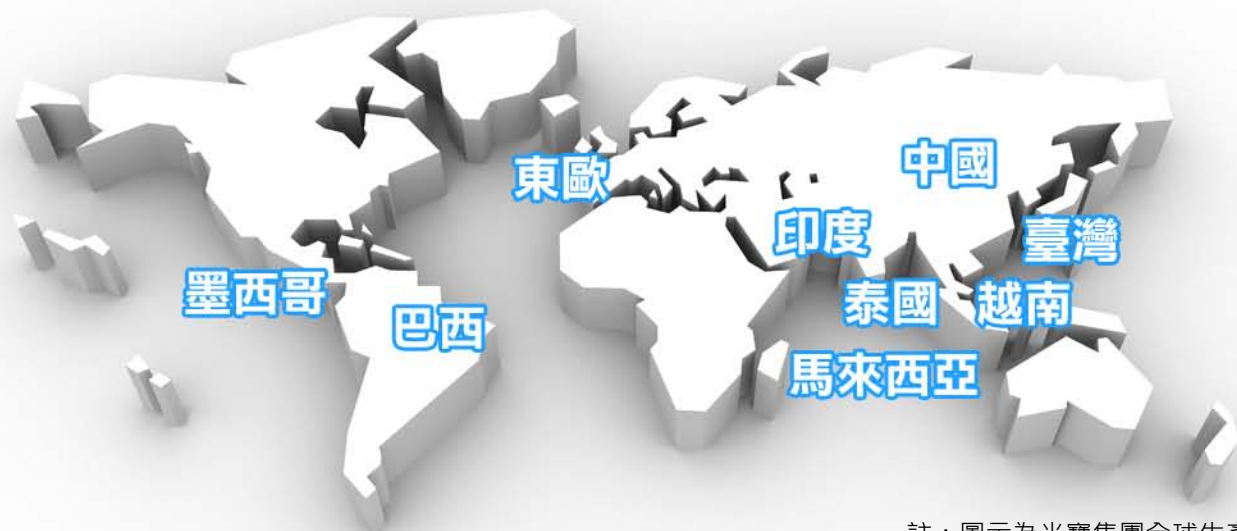 中國
東歐
印度
臺灣
墨西哥
泰國
越南
巴西
馬來西亞
註：圖示為光寶集團全球生產